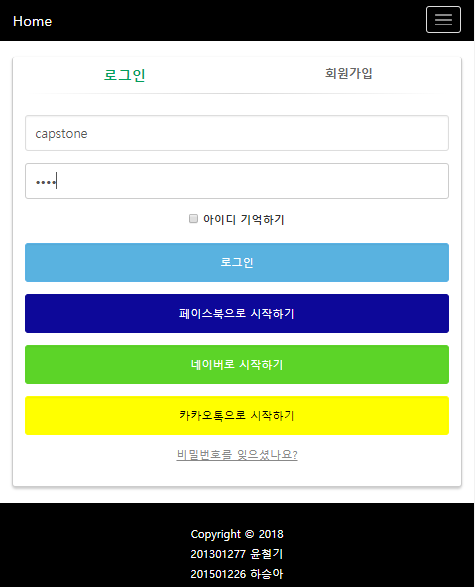 Home
로그인 회원가입
capstone
••••
아이디 기억하기
로그인
페이스북으로 시작하기
네이버로 시작하기
카카오톡으로 시작하기
비밀번호를 잊으셨나요?
Copyright © 2018
201301277 윤철기
201501226 하승아